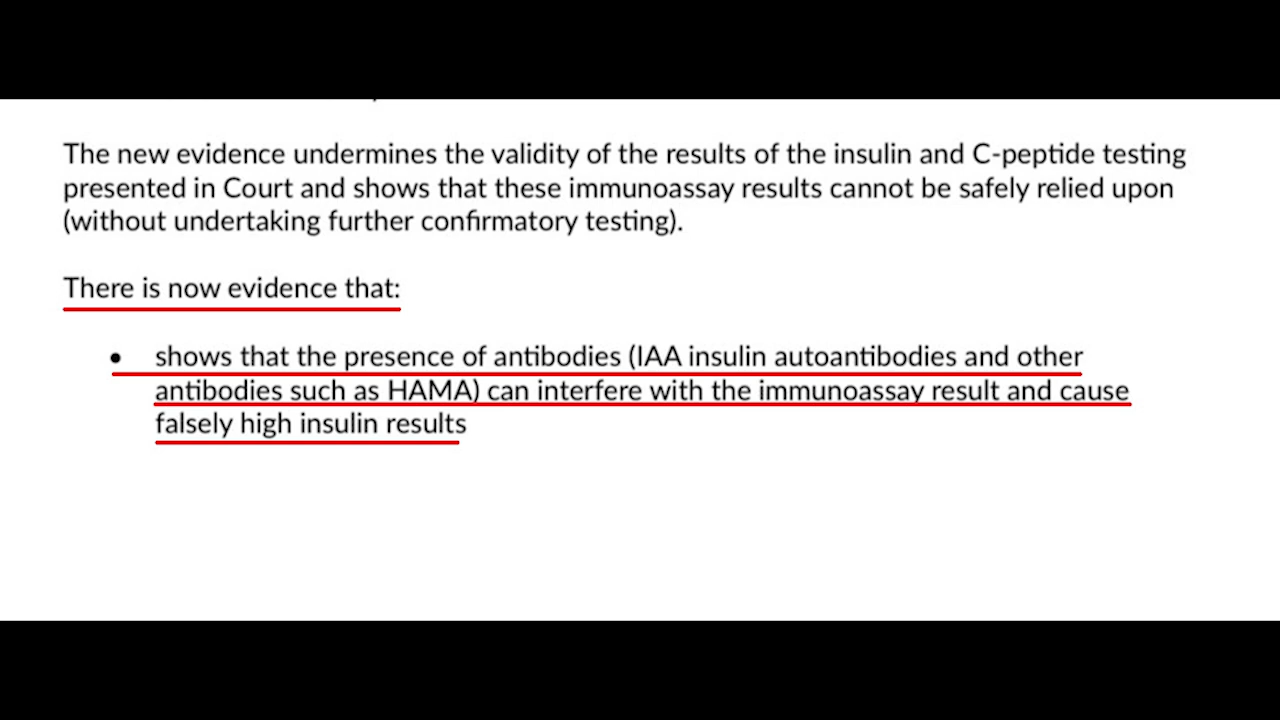 The new evidence undermines the validity of the results of the insulin and C-peptide testing
presented in Court and shows that these immunoassay results cannot be safely relied upon
(without undertaking further confirmatory testing).
There is now evidence that:
• shows that the presence of antibodies (IAA insulin autoantibodies and other
antibodies such as HAMA) can interfere with the immunoassay result and cause
falsely high insulin results